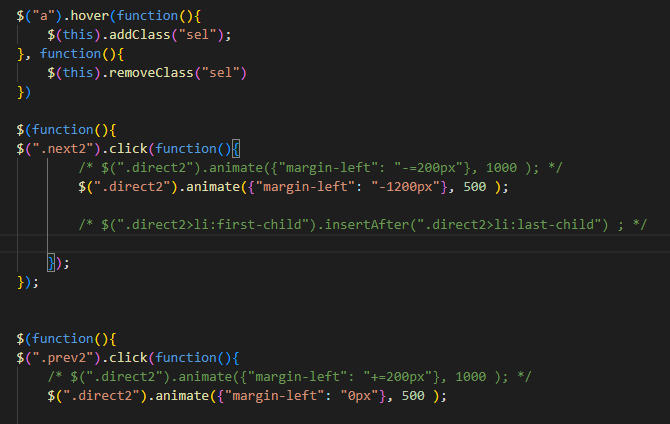 $("a").hover(function(){
$(this).addClass("sel");
}, function(){
$(this).removeClass("sel")
})
$(function(){
$(".next2").click(function(){
/* $(".direct2").animate({"margin-left": "-=200px"}, 1000 ); */
$(".direct2").animate({"margin-left": "-1200px"}, 500 );
/* $(".direct2>li:first-child").insertAfter(".direct2>li:last-child") ; */
});
});
$(function(){
$(".prev2").click(function(){
/* $(".direct2").animate({"margin-left": "+=200px"}, 1000 ); */
$(".direct2").animate({"margin-left": "0px"}, 500 );